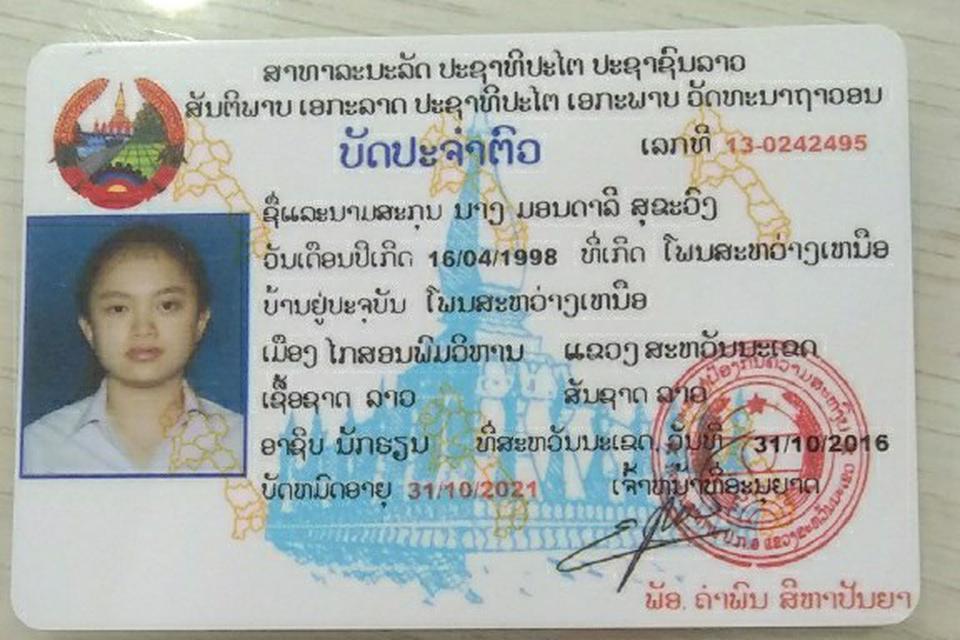 ສາທາລະນະລັດ ປະຊາທິປະໄຕ ປະຊາຊົນລາວ
ສັນຕິພາບ ເອກະລາດ ປະຊາທິປະໄຕ ເອກະພາບ ວັດທະນາຖາວອນ
ບັດປະຈຳຕົວ ເລກທີ 13-0242495
ຊື່ແລະນາມສະກຸນ ນາງ ມອນດາລີ ສຸຂະວົງ
ວັນເດືອນປີເກີດ 16/04/1998 ທີ່ເກີດ ໂພນສະຫວ່າງເຫນືອ
ບ້ານຢູ່ປະຈຸບັນ ໂພນສະຫວ່າງເຫນືອ
ເມືອງ ໄກສອນພົມວິຫານ ແຂວງ ສະຫວັນນະເຂດ
ເຊື້ອຊາດ ລາວ ສັນຊາດ ລາວ
ອາຊີບ ນັກຮຽນ ທີ່ສະຫວັນນະເຂດ, ວັນທີ 31/10/2016
ບັດຫມົດອາຍຸ 31/10/2021 ເຈົ້າຫນ້າທີ່ອະນຸຍາດ
ພັອ. ຄຳພົນ ສີຫາປັນຍາ